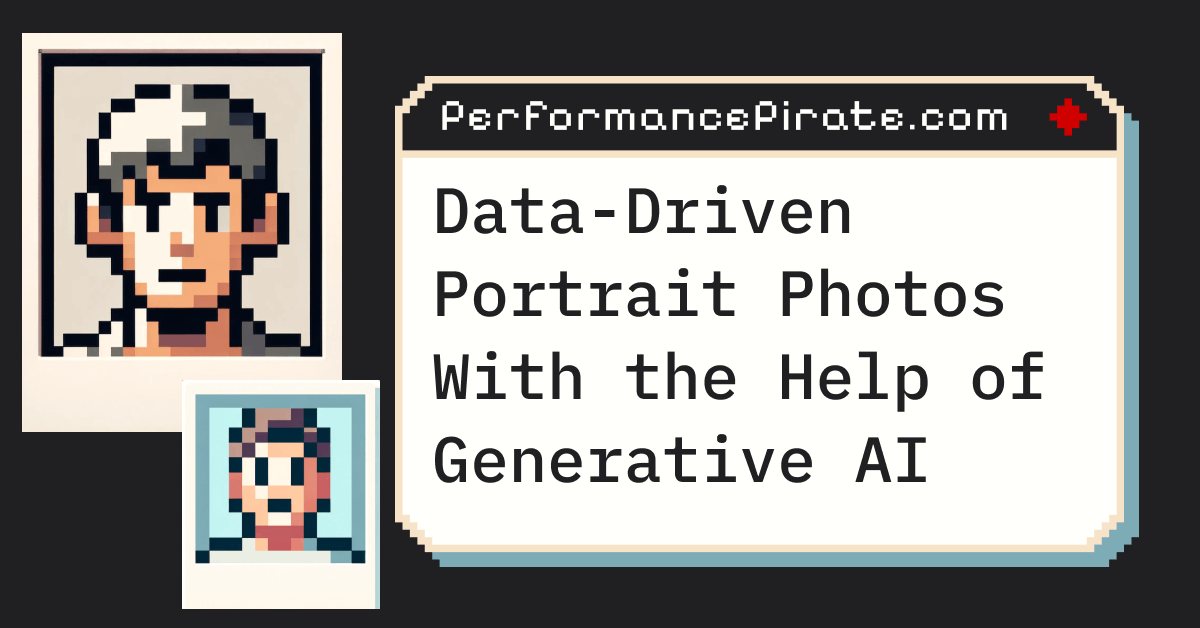 PerformancePirate.com
Data-Driven
Portrait Photos
With the Help of
Generative AI